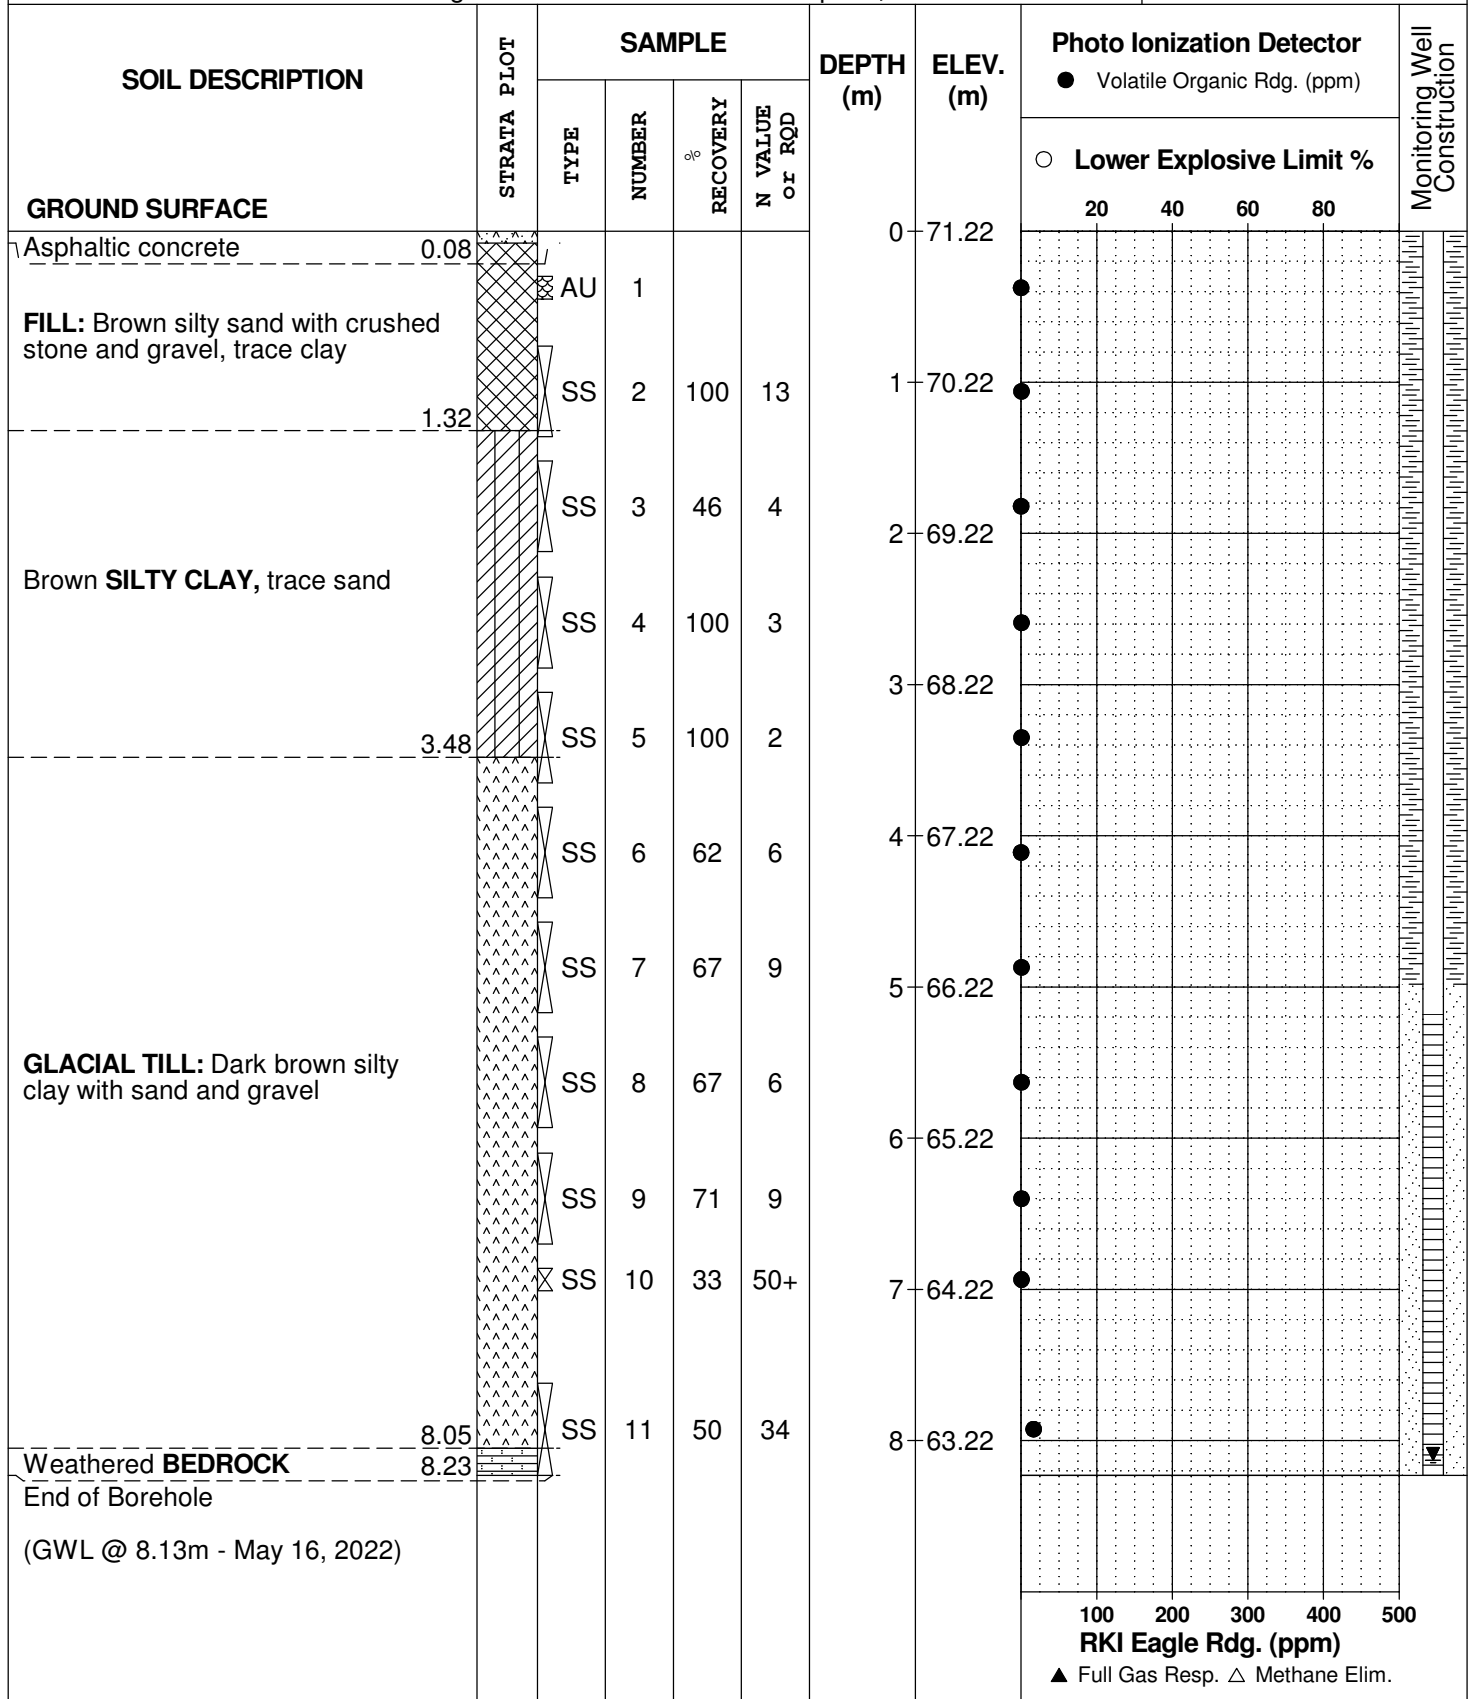 SOIL DESCRIPTION
GROUND SURFACE
STRATA PLOT
SAMPLE
TYPE
NUMBER
%
RECOVERY
N VALUE
or RQD
DEPTH
(m)
ELEV.
(m)
Photo Ionization Detector
● Volatile Organic Rdg. (ppm)
○ Lower Explosive Limit %
20 40 60 80
Monitoring Well
Construction
0 71.22
Asphaltic concrete 0.08
AU 1
FILL: Brown silty sand with crushed
stone and gravel, trace clay
SS 2 100 13
1 70.22
1.32
SS 3 46 4
2 69.22
Brown SILTY CLAY, trace sand
SS 4 100 3
3 68.22
3.48
SS 5 100 2
4 67.22
SS 6 62 6
SS 7 67 9
5 66.22
GLACIAL TILL: Dark brown silty
clay with sand and gravel
SS 8 67 6
6 65.22
SS 9 71 9
SS 10 33 50+
7 64.22
8.05
SS 11 50 34
8 63.22
Weathered BEDROCK 8.23
End of Borehole
(GWL @ 8.13m - May 16, 2022)
100 200 300 400 500
RKI Eagle Rdg. (ppm)
▲ Full Gas Resp. △ Methane Elim.